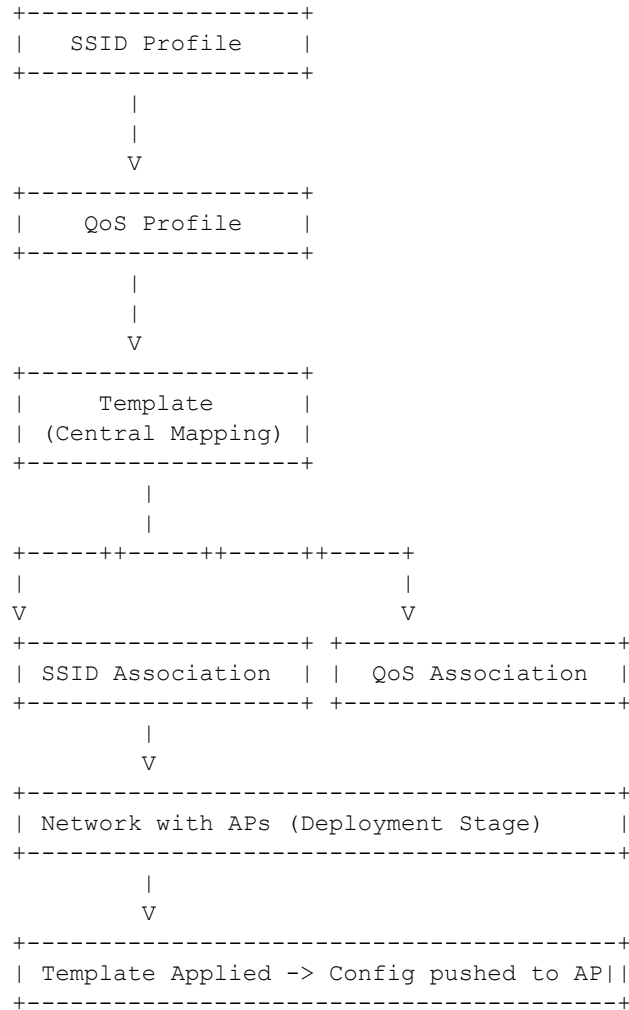 +-------------------+
|   SSID Profile    |
+-------------------+
        |
        |
        V
+-------------------+
|    QoS Profile    |
+-------------------+
        |
        |
        V
+-------------------+
|     Template      |
| (Central Mapping) |
+-------------------+
         |
         |
+-----++-----++-----++-----+
|                          |
V                          V
+-------------------+ +-------------------+
| SSID Association  | |  QoS Association  |
+-------------------+ +-------------------+
         |
         V
+-----------------------------------------+
| Network with APs (Deployment Stage)     |
+-----------------------------------------+
         |
         V
+-----------------------------------------+
| Template Applied -> Config pushed to AP||
+-----------------------------------------+